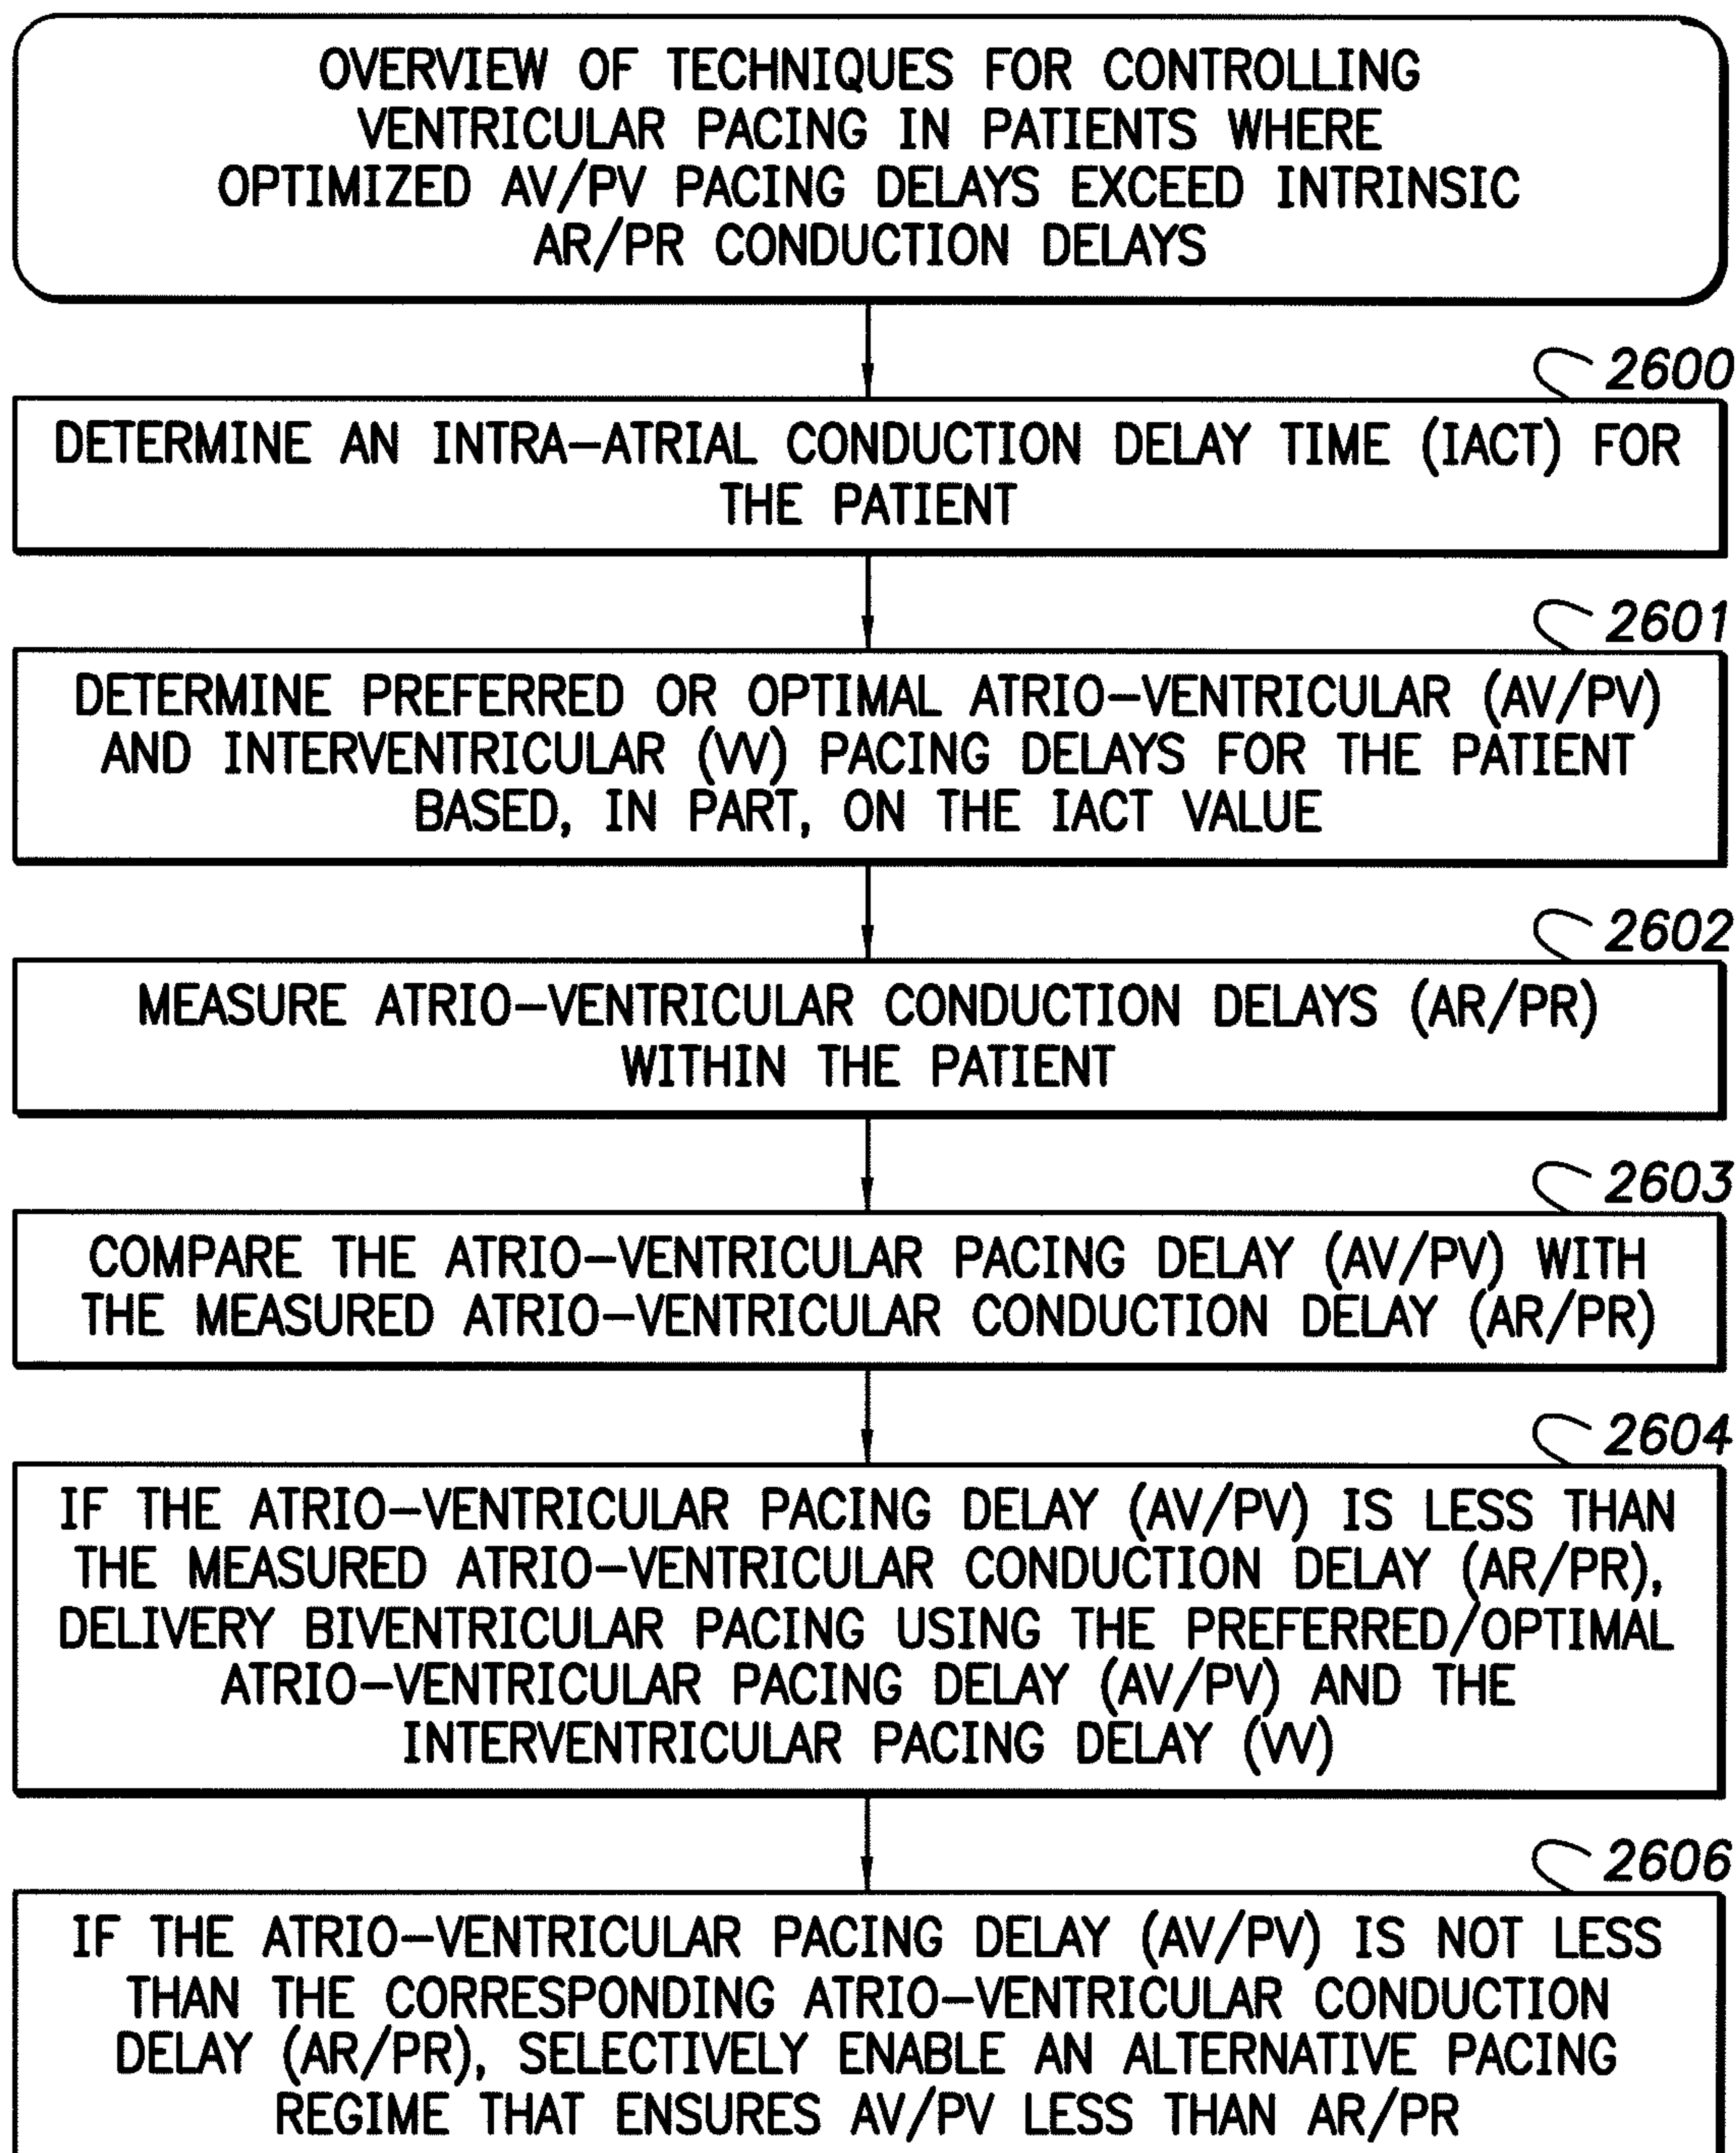 OVERVIEW OF TECHNIQUES FOR CONTROLLING
VENTRICULAR PACING IN PATIENTS WHERE
OPTIMIZED AV/PV PACING DELAYS EXCEED INTRINSIC
AR/PR CONDUCTION DELAYS
2600
DETERMINE AN INTRA-ATRIAL CONDUCTION DELAY TIME (IACT) FOR
THE PATIENT
2601
DETERMINE PREFERRED OR OPTIMAL ATRIO-VENTRICULAR (AV/PV)
AND INTERVENTRICULAR (VV) PACING DELAYS FOR THE PATIENT
BASED, IN PART, ON THE IACT VALUE
2602
MEASURE ATRIO-VENTRICULAR CONDUCTION DELAYS (AR/PR)
WITHIN THE PATIENT
2603
COMPARE THE ATRIO-VENTRICULAR PACING DELAY (AV/PV) WITH
THE MEASURED ATRIO-VENTRICULAR CONDUCTION DELAY (AR/PR)
2604
IF THE ATRIO-VENTRICULAR PACING DELAY (AV/PV) IS LESS THAN
THE MEASURED ATRIO-VENTRICULAR CONDUCTION DELAY (AR/PR),
DELIVERY BIVENTRICULAR PACING USING THE PREFERRED/OPTIMAL
ATRIO-VENTRICULAR PACING DELAY (AV/PV) AND THE
INTERVENTRICULAR PACING DELAY (VV)
2606
IF THE ATRIO-VENTRICULAR PACING DELAY (AV/PV) IS NOT LESS
THAN THE CORRESPONDING ATRIO-VENTRICULAR CONDUCTION
DELAY (AR/PR), SELECTIVELY ENABLE AN ALTERNATIVE PACING
REGIME THAT ENSURES AV/PV LESS THAN AR/PR